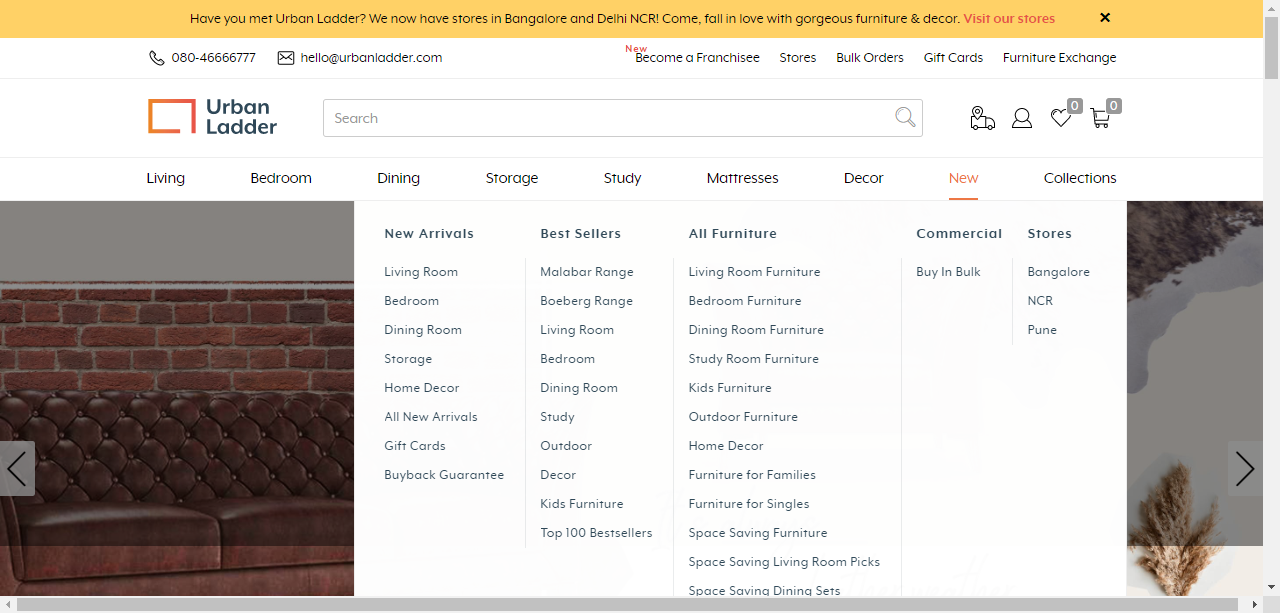 Have you met Urban Ladder? We now have stores in Bangalore and Delhi NCR! Come, fall in love with gorgeous furniture & decor. Visit our stores
New
080-46666777 hello@urbanladder.com Become a Franchisee Stores Bulk Orders Gift Cards Furniture Exchange
Urban
Ladder
Search
0 0
Living Bedroom Dining Storage Study Mattresses Decor New Collections
New Arrivals
Living Room
Bedroom
Dining Room
Storage
Home Decor
All New Arrivals
Gift Cards
Buyback Guarantee
Best Sellers
Malabar Range
Boeberg Range
Living Room
Bedroom
Dining Room
Study
Outdoor
Decor
Kids Furniture
Top 100 Bestsellers
All Furniture
Living Room Furniture
Bedroom Furniture
Dining Room Furniture
Study Room Furniture
Kids Furniture
Outdoor Furniture
Home Decor
Furniture for Families
Furniture for Singles
Space Saving Furniture
Space Saving Living Room Picks
Space Saving Dining Sets
Commercial
Buy In Bulk
Stores
Bangalore
NCR
Pune